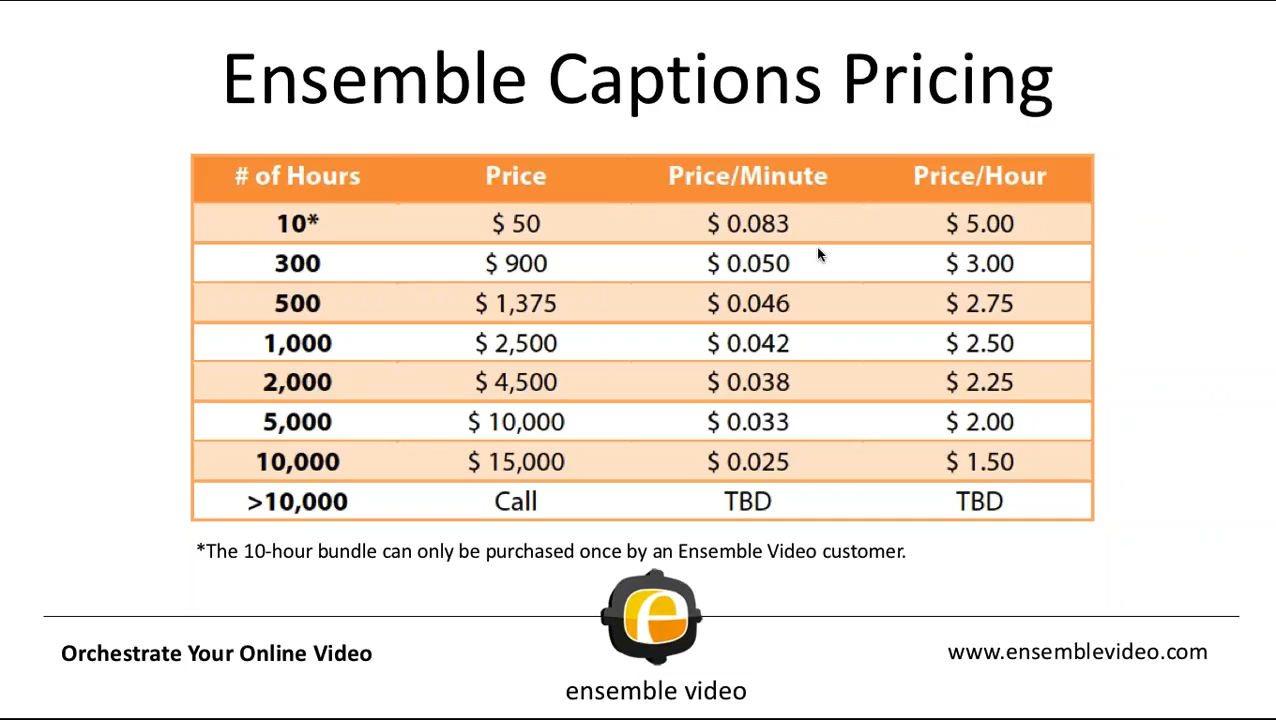 Ensemble Captions Pricing
# of Hours Price Price/Minute Price/Hour
10* $ 50 $ 0.083 $ 5.00
300 $ 900 $ 0.050 $ 3.00
500 $ 1,375 $ 0.046 $ 2.75
1,000 $ 2,500 $ 0.042 $ 2.50
2,000 $ 4,500 $ 0.038 $ 2.25
5,000 $ 10,000 $ 0.033 $ 2.00
10,000 $ 15,000 $ 0.025 $ 1.50
>10,000 Call TBD TBD
*The 10-hour bundle can only be purchased once by an Ensemble Video customer.
e
Orchestrate Your Online Video
www.ensemblevideo.com
ensemble video